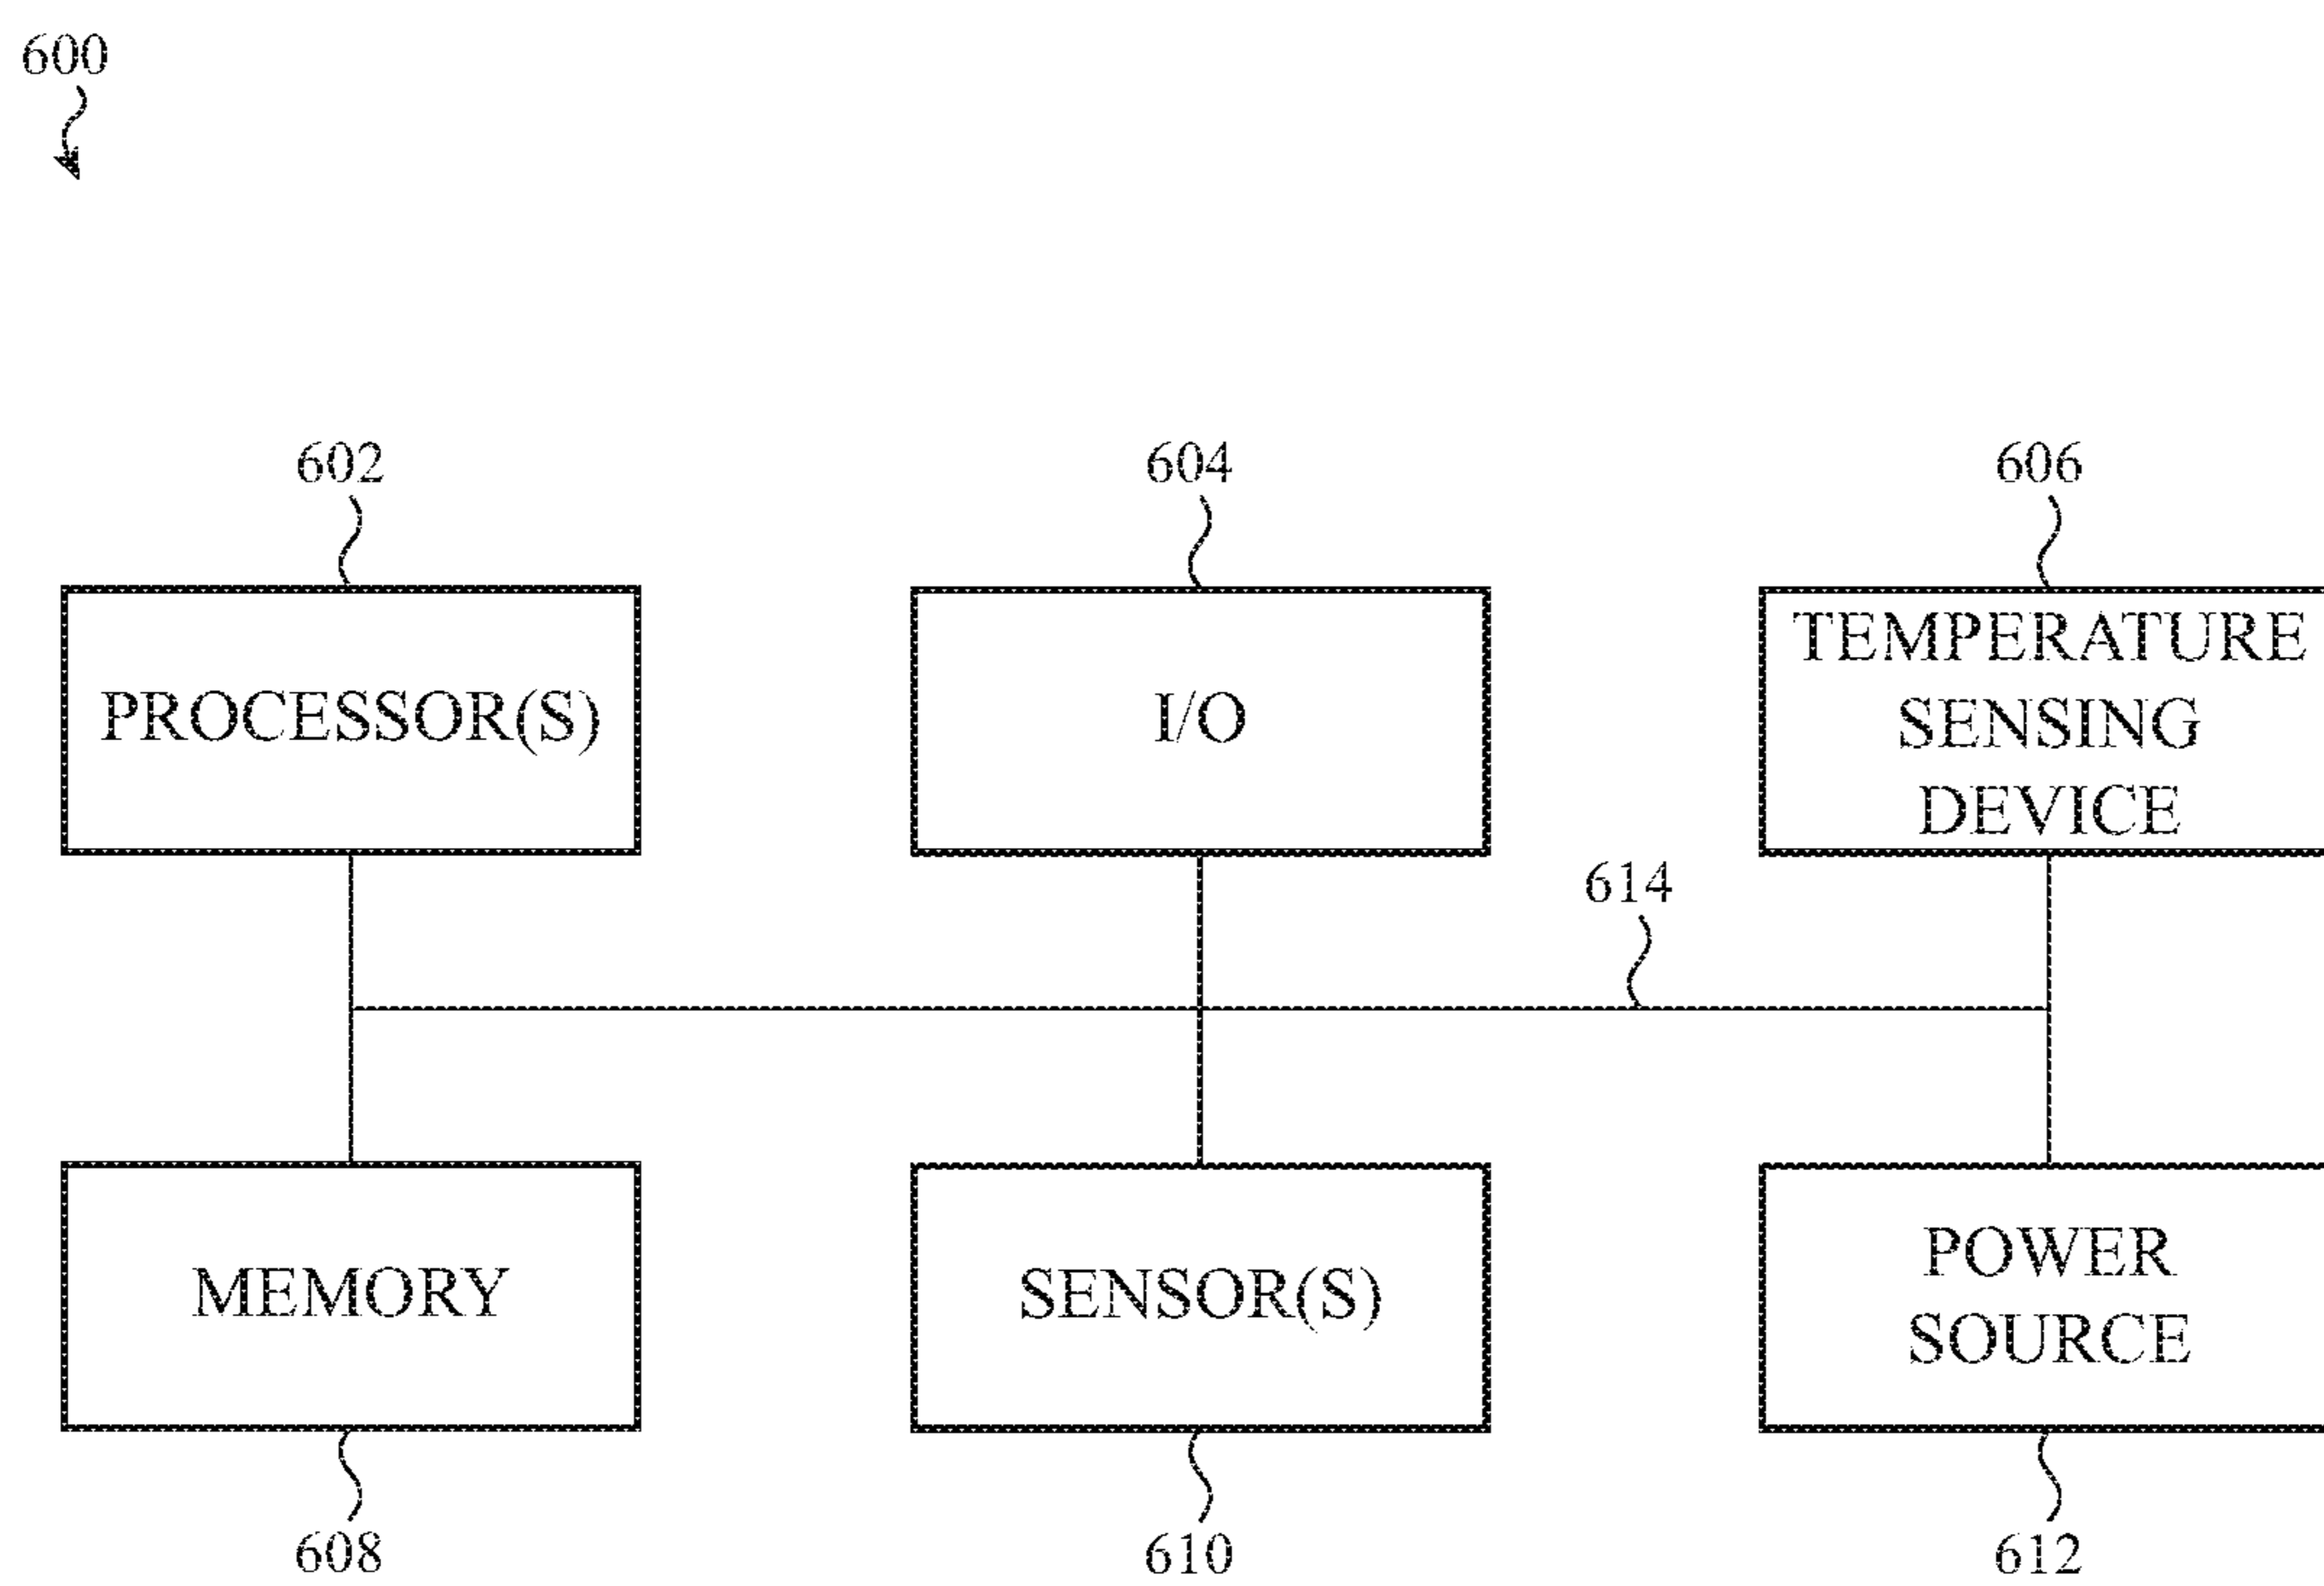 600
602
604
606
PROCESSOR(S)
I/O
TEMPERATURE
SENSING
DEVICE
614
MEMORY
SENSOR(S)
POWER
SOURCE
608
610
612